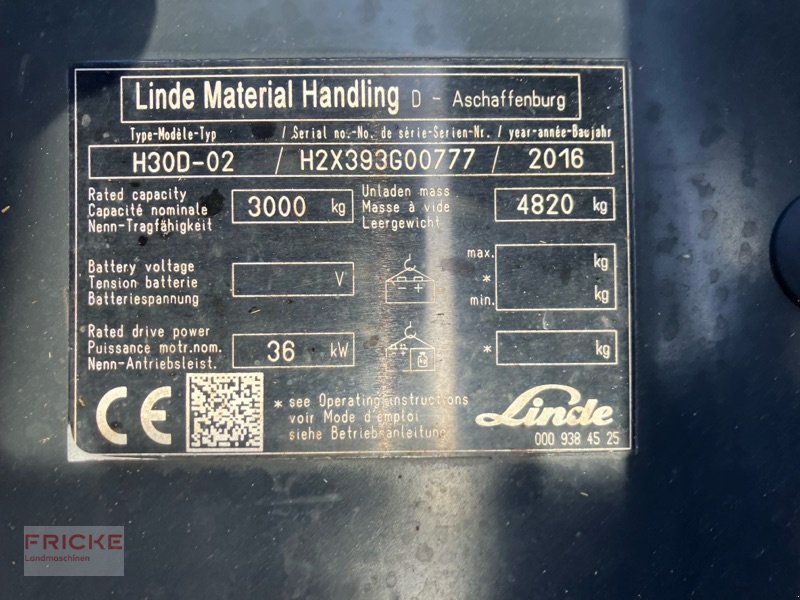 Linde Material Handling D - Aschaffenburg
Type-Modèle-Typ / Serial no.-No. de série-Serien-Nr. / year-année-Baujahr
H30D-02 / H2X393G00777 / 2016
Rated capacity
Capacité nominale
Nenn-Tragfähigkeit
3000 kg
Unladen mass
Masse à vide
Leergewicht
4820 kg
Battery voltage
Tension batterie
Batteriespannung
V
max. kg
*
min. kg
Rated drive power
Puissance motr.nom.
Nenn-Antriebsleist.
36 kW
* kg
CE
* see Operating instructions
voir Mode d'emploi
siehe Betriebsanleitung
Linde
000 938 45 25
FRICKE
Landmaschinen